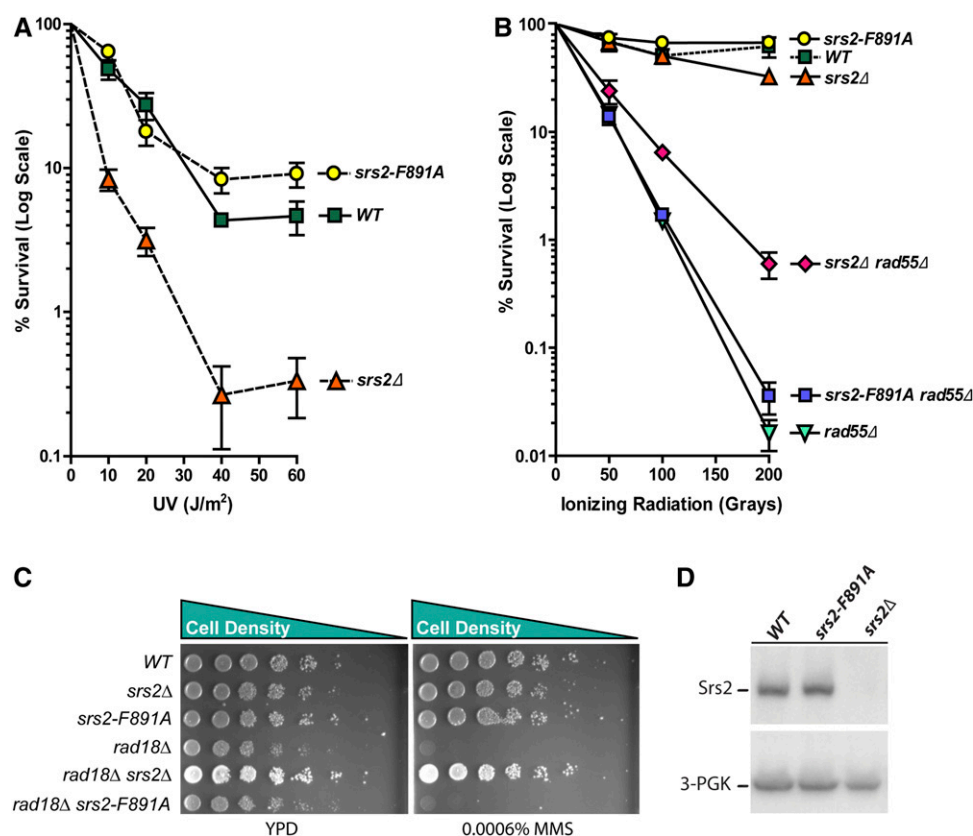 A
% Survival (Log Scale)
100
10
1
0.1
0 10 20 30 40 50 60
UV (J/m²)
srs2-F891A
WT
srs2Δ
B
% Survival (Log Scale)
100
10
1
0.1
0.01
0 50 100 150 200
Ionizing Radiation (Grays)
srs2-F891A
WT
srs2Δ
srs2Δ rad55Δ
srs2-F891A rad55Δ
rad55Δ
C
Cell Density Cell Density
WT
srs2Δ
srs2-F891A
rad18Δ
rad18Δ srs2Δ
rad18Δ srs2-F891A
YPD 0.0006% MMS
D
WT srs2-F891A srs2Δ
Srs2
3-PGK